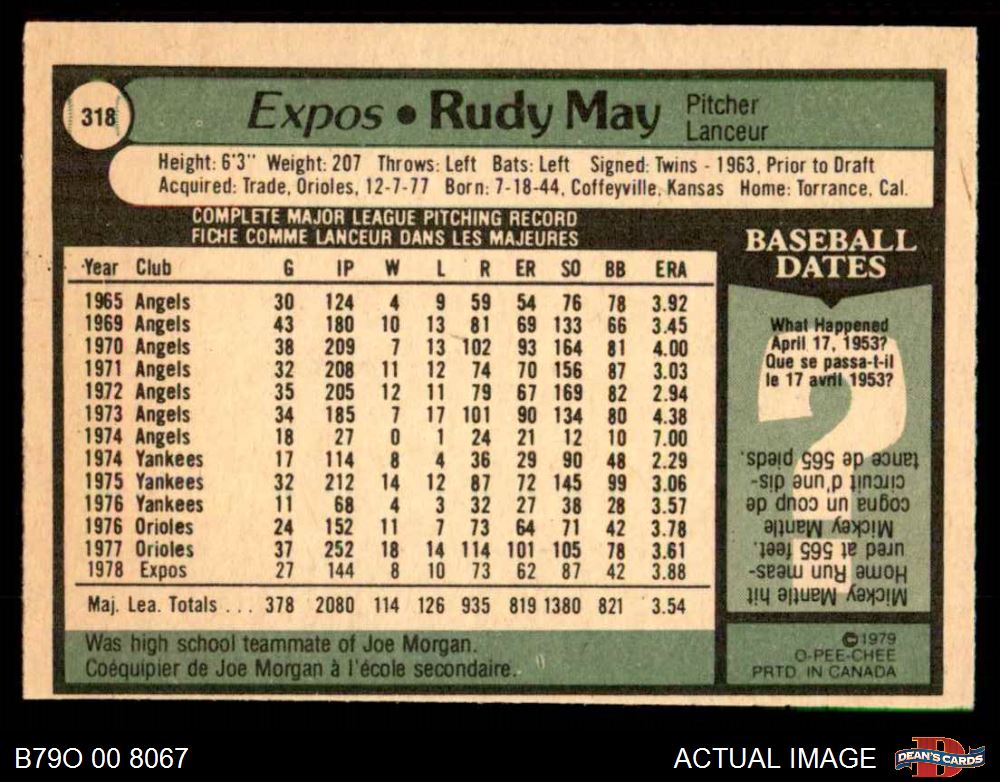 318
Expos • Rudy May
Pitcher
Lanceur
Height: 6'3" Weight: 207 Throws: Left Bats: Left Signed: Twins - 1963, Prior to Draft
Acquired: Trade, Orioles, 12-7-77 Born: 7-18-44, Coffeyville, Kansas Home: Torrance, Cal.
COMPLETE MAJOR LEAGUE PITCHING RECORD
FICHE COMME LANCEUR DANS LES MAJEURES
Year Club G IP W L R ER SO BB ERA
1965 Angels 30 124 4 9 59 54 76 78 3.92
1969 Angels 43 180 10 13 81 69 133 66 3.45
1970 Angels 38 209 7 13 102 93 164 81 4.00
1971 Angels 32 208 11 12 74 70 156 87 3.03
1972 Angels 35 205 12 11 79 67 169 82 2.94
1973 Angels 34 185 7 17 101 90 134 80 4.38
1974 Angels 18 27 0 1 24 21 12 10 7.00
1974 Yankees 17 114 8 4 36 29 90 48 2.29
1975 Yankees 32 212 14 12 87 72 145 99 3.06
1976 Yankees 11 68 4 3 32 27 38 28 3.57
1976 Orioles 24 152 11 7 73 64 71 42 3.78
1977 Orioles 37 252 18 14 114 101 105 78 3.61
1978 Expos 27 144 8 10 73 62 87 42 3.88
Maj. Lea. Totals ... 378 2080 114 126 935 819 1380 821 3.54
Was high school teammate of Joe Morgan.
Coéquipier de Joe Morgan à l'école secondaire.
BASEBALL
DATES
What Happened
April 17, 1953?
Que se passa-t-il
le 17 avril 1953?
Mickey Mantle hit
Home Run meas-
ured at 565 feet.
Mickey Mantle
cogna un coup de
circuit d'une dis-
tance de 565 pieds.
©1979
O-PEE-CHEE
PRTD. IN CANADA
B79O 00 8067
ACTUAL IMAGE
DEAN'S CARDS